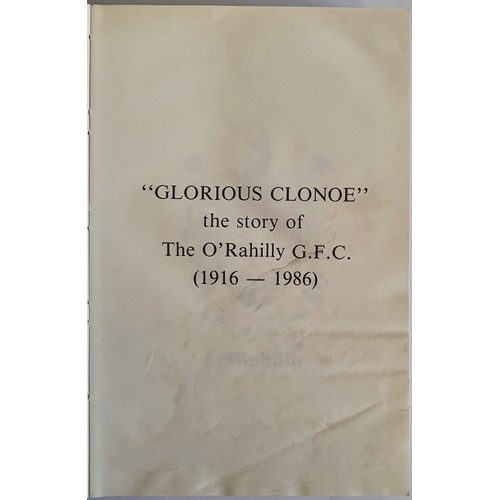 “GLORIOUS CLONOE”
the story of
The O’Rahilly G.F.C.
(1916 — 1986)